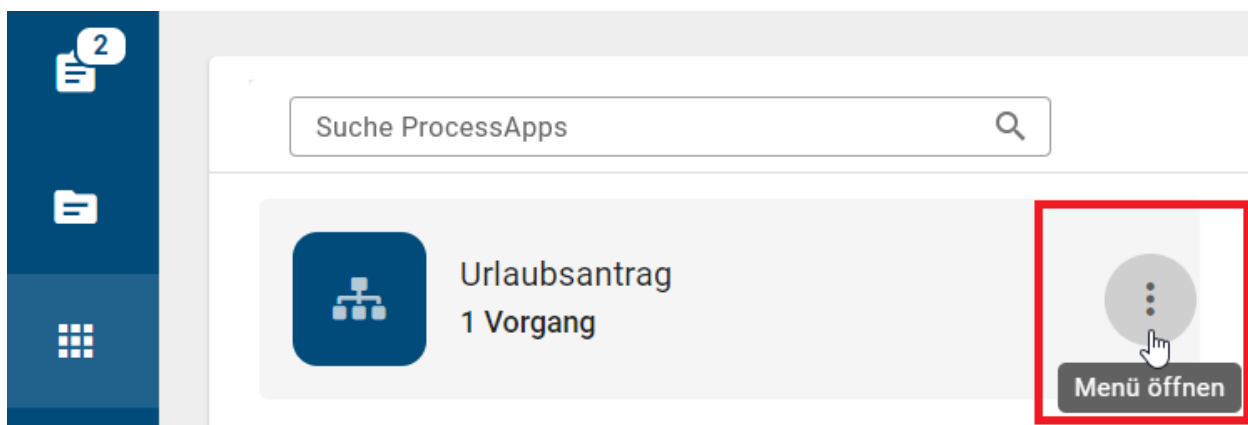 2
Suche ProcessApps
Urlaubsantrag
1 Vorgang
Menü öffnen